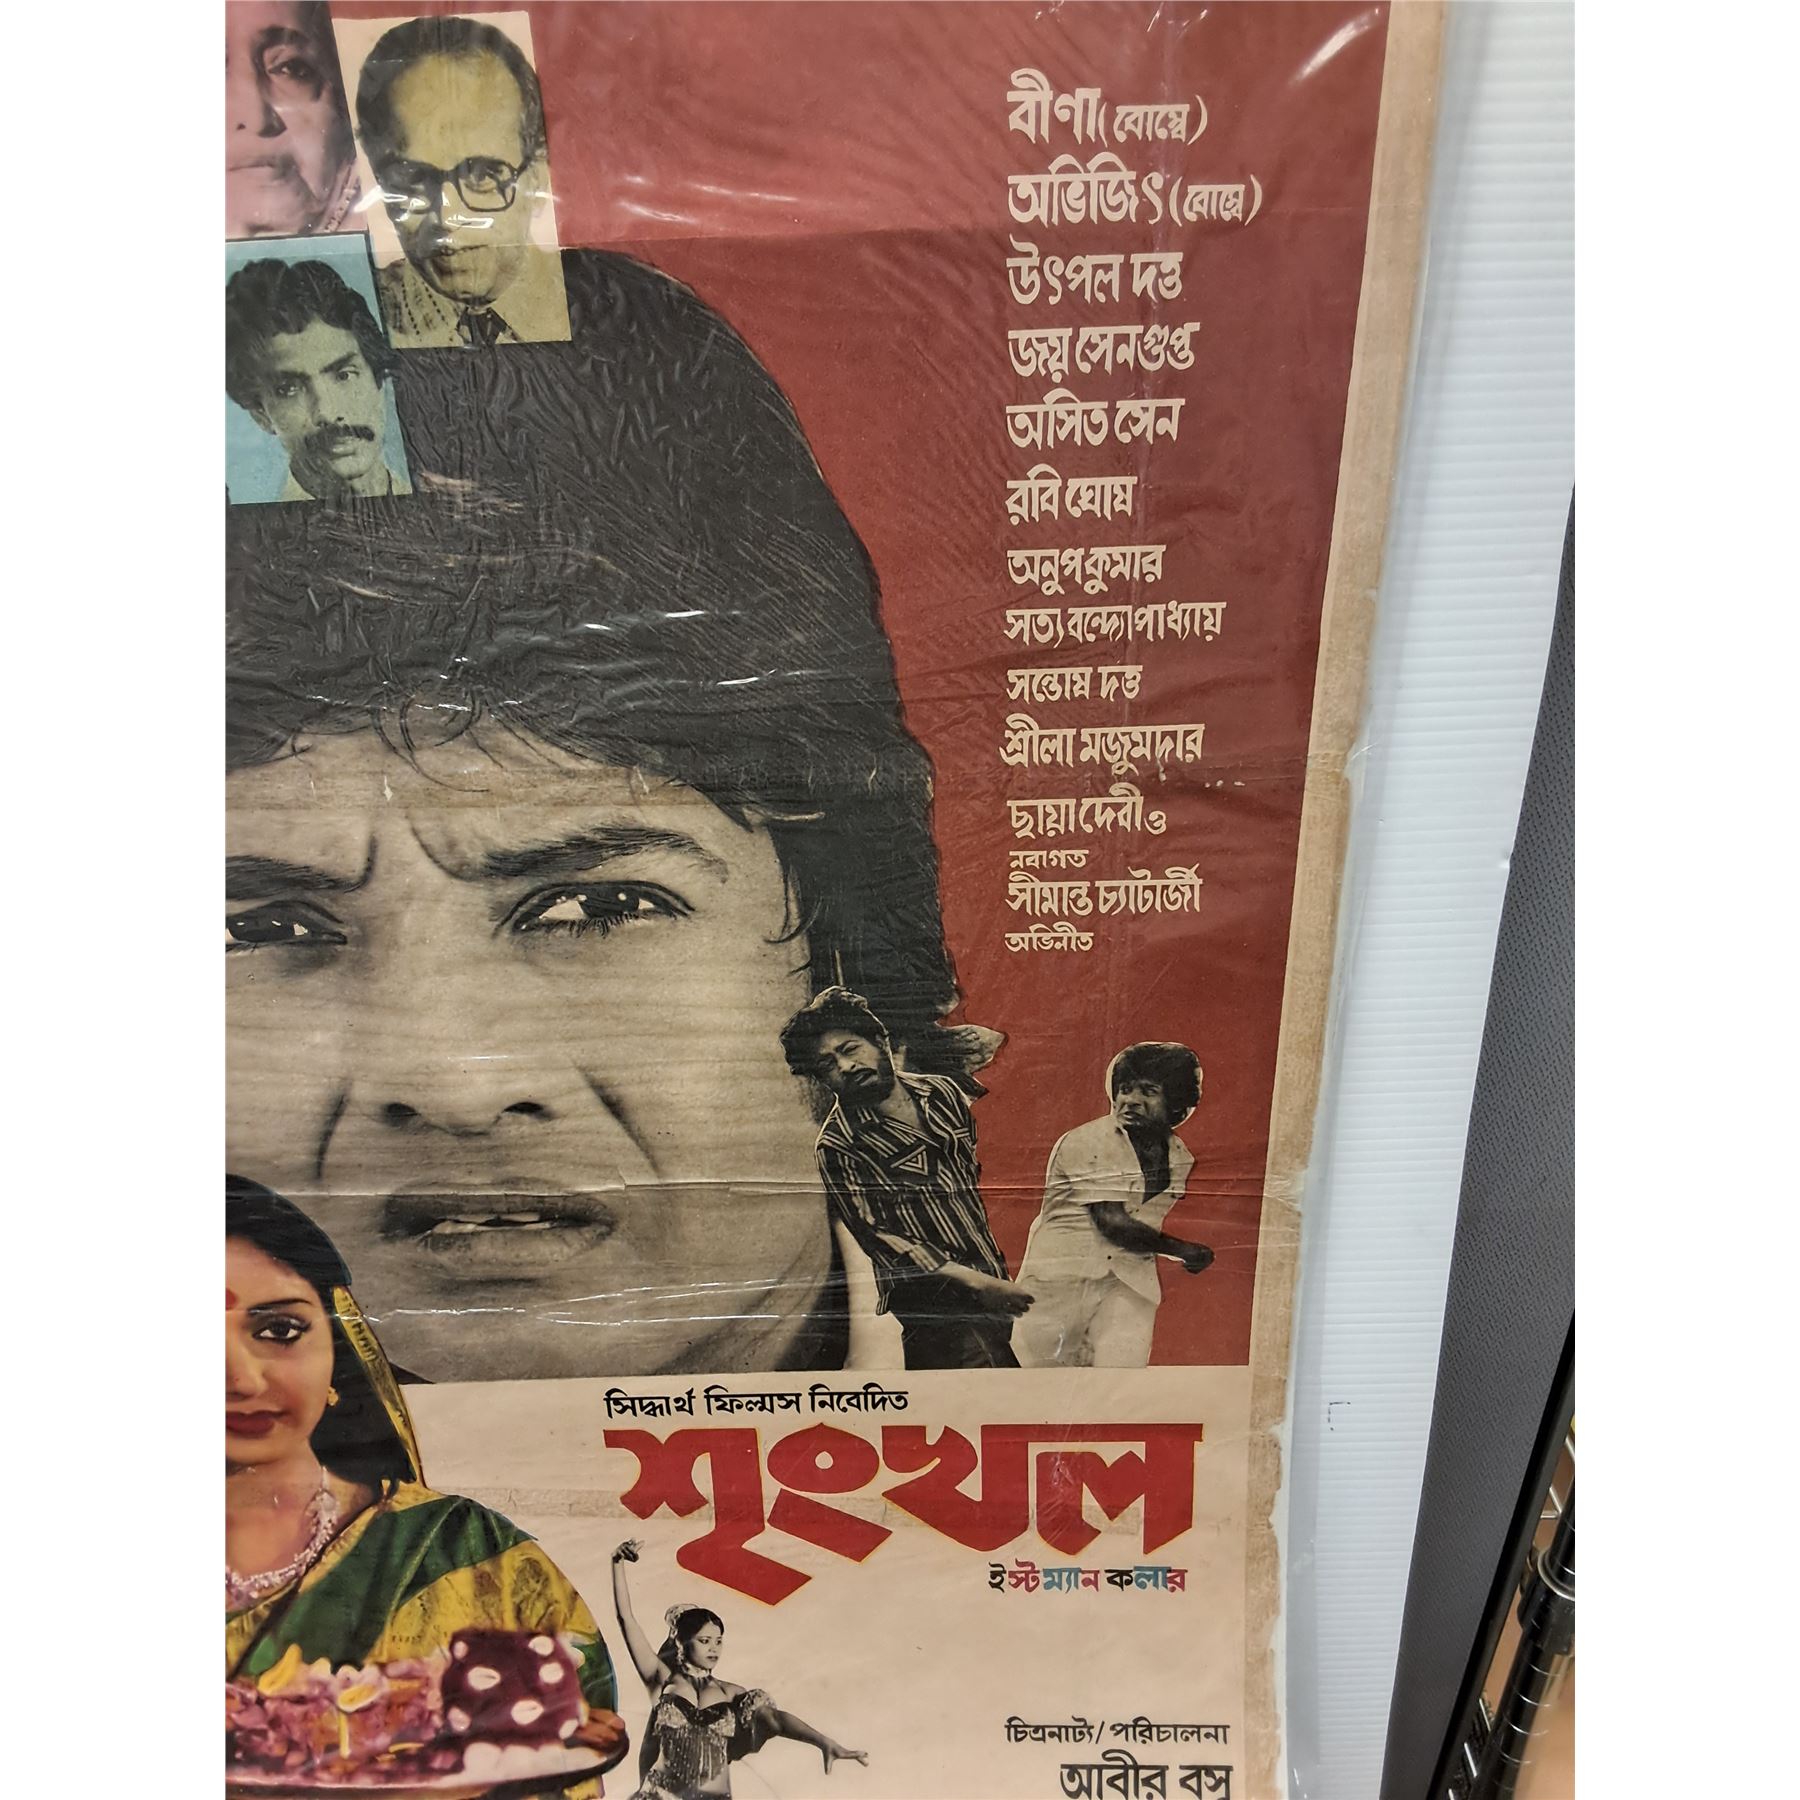 বীণা (বোম্বে)
অভিজিৎ (বোম্বে)
উৎপল দত্ত
জয় সেনগুপ্ত
অসিত সেন
রবি ঘোষ
অনুপকুমার
সত্য বন্দ্যোপাধ্যায়
সন্তোষ দত্ত
শ্রীলা মজুমদার
ছায়া দেবী ও
নবাগত
সীমান্ত চ্যাটার্জী
অভিনীত
সিদ্ধার্থ ফিল্মস নিবেদিত
শৃংখল
ইস্টম্যান কলার
চিত্রনাট্য/পরিচালনা
আবীর বসু